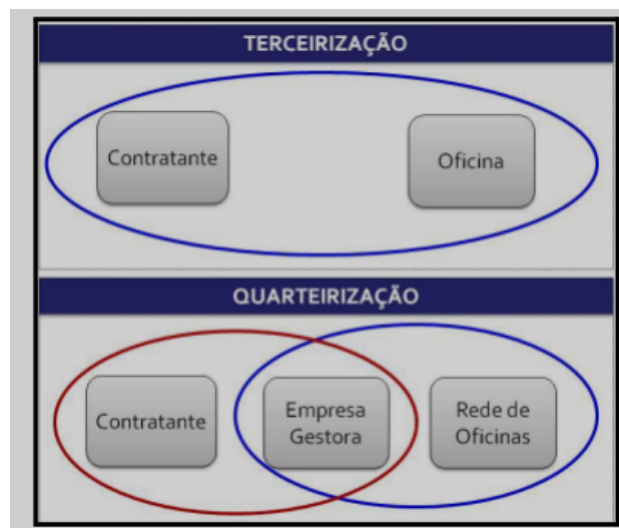 TERCEIRIZAÇÃO
Contratante
Oficina
QUARTEIRIZAÇÃO
Contratante
Empresa
Gestora
Rede de
Oficinas